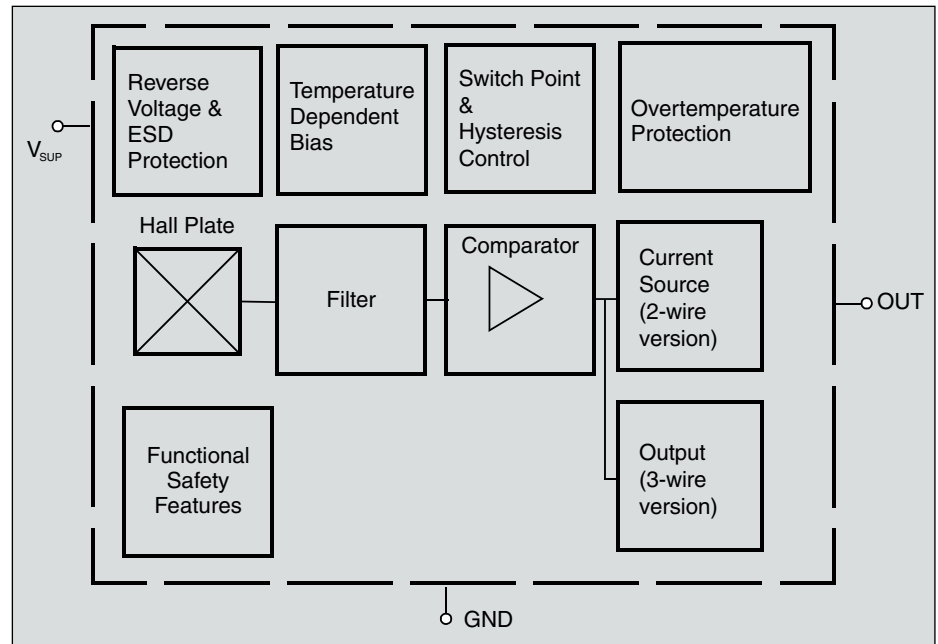 Reverse
Voltage &
ESD
Protection
Temperature
Dependent
Bias
Switch Point
&
Hysteresis
Control
Overtemperature
Protection
VSUP
Hall Plate
Filter
Comparator
Current
Source
(2-wire
version)
OUT
Functional
Safety
Features
Output
(3-wire
version)
GND